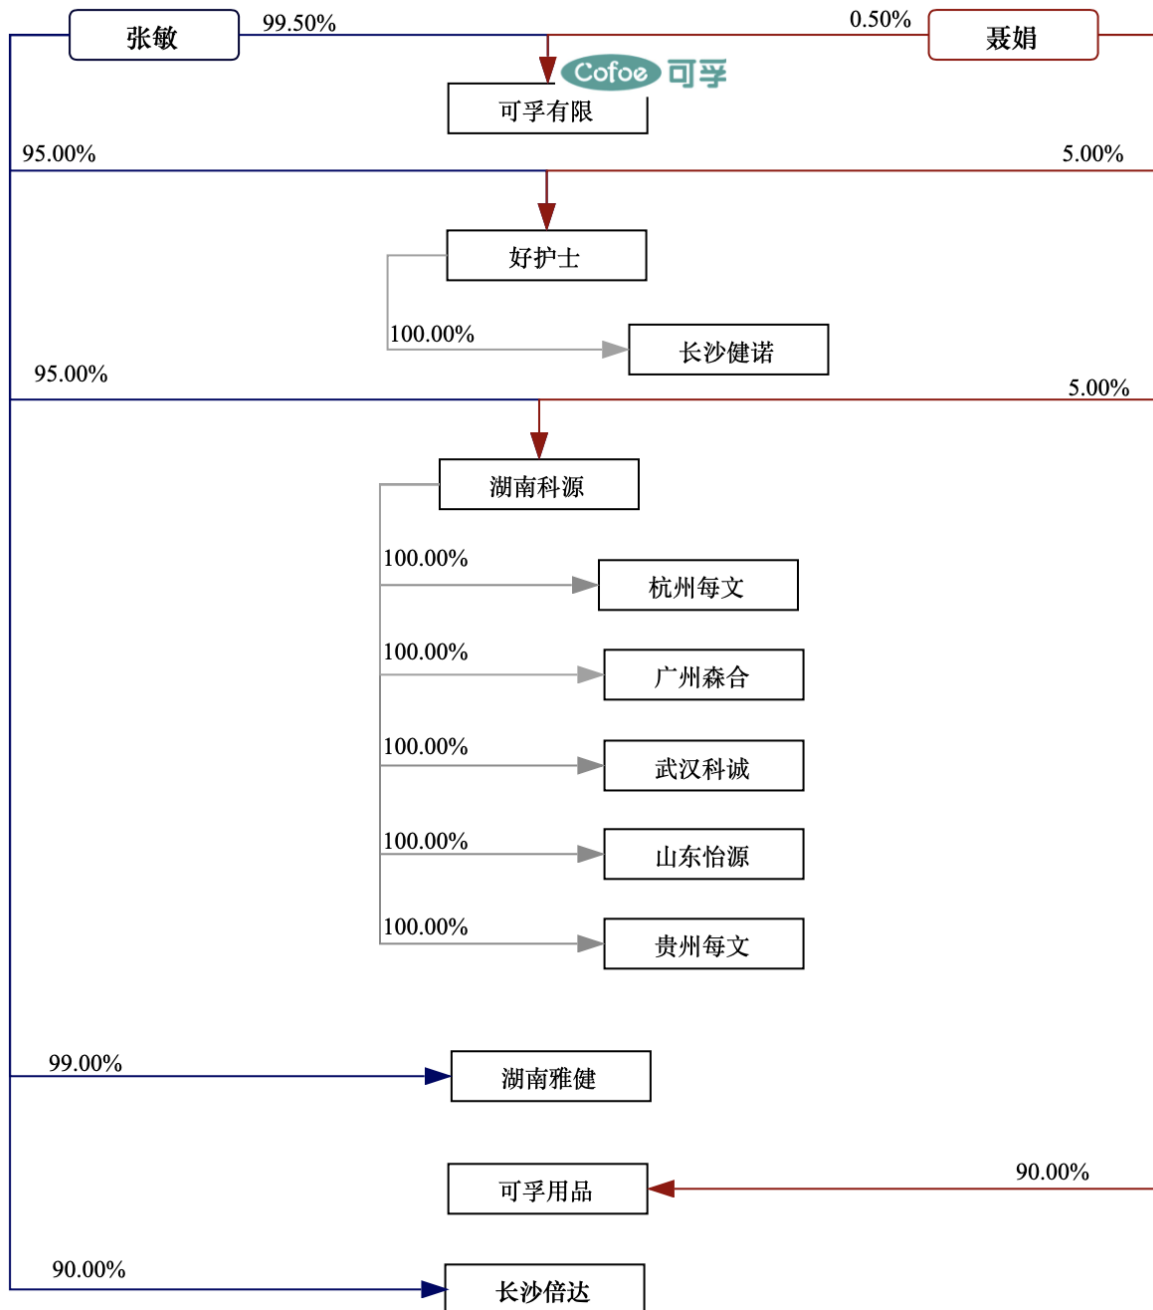 张敏
99.50%
0.50%
聂娟
Cofoe 可孚
可孚有限
95.00%
5.00%
好护士
100.00%
长沙健诺
95.00%
5.00%
湖南科源
100.00%
杭州每文
100.00%
广州森合
100.00%
武汉科诚
100.00%
山东怡源
100.00%
贵州每文
99.00%
湖南雅健
可孚用品
90.00%
90.00%
长沙倍达